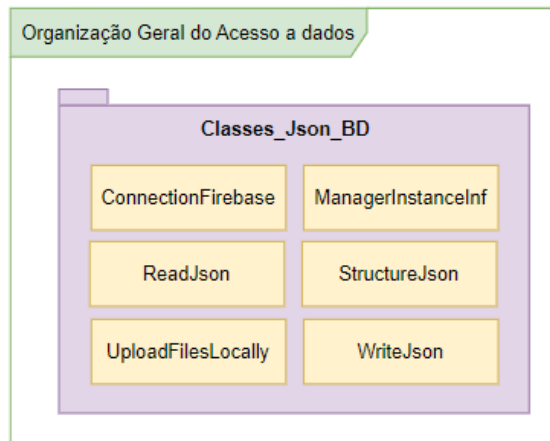 Organização Geral do Acesso a dados
Classes_Json_BD
ConnectionFirebase
ManagerInstanceInf
ReadJson
StructureJson
UploadFilesLocally
WriteJson